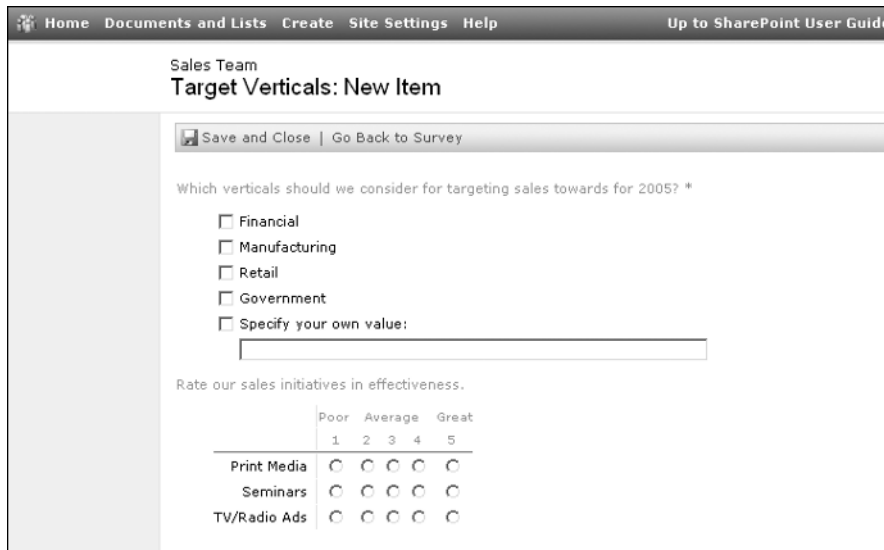 Home Documents and Lists Create Site Settings Help Up to SharePoint User Guide
Sales Team
Target Verticals: New Item
Save and Close | Go Back to Survey
Which verticals should we consider for targeting sales towards for 2005? *
Financial
Manufacturing
Retail
Government
Specify your own value:
Rate our sales initiatives in effectiveness.
Poor Average Great
1 2 3 4 5
Print Media
Seminars
TV/Radio Ads